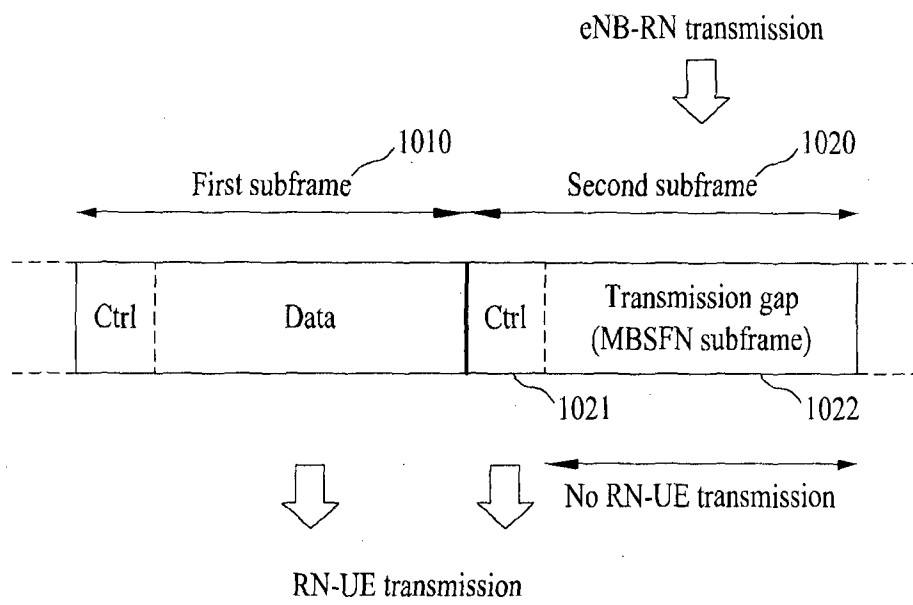 eNB-RN transmission
1010
1020
First subframe
Second subframe
Ctrl
Data
Ctrl
Transmission gap
(MBSFN subframe)
1021
1022
No RN-UE transmission
RN-UE transmission